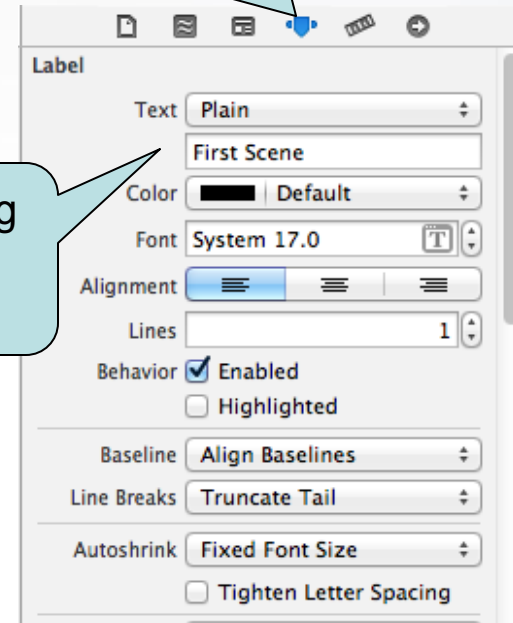 Label
Text Plain
First Scene
g
Color Default
Font System 17.0 T
Alignment
Lines 1
Behavior Enabled
Highlighted
Baseline Align Baselines
Line Breaks Truncate Tail
Autoshrink Fixed Font Size
Tighten Letter Spacing